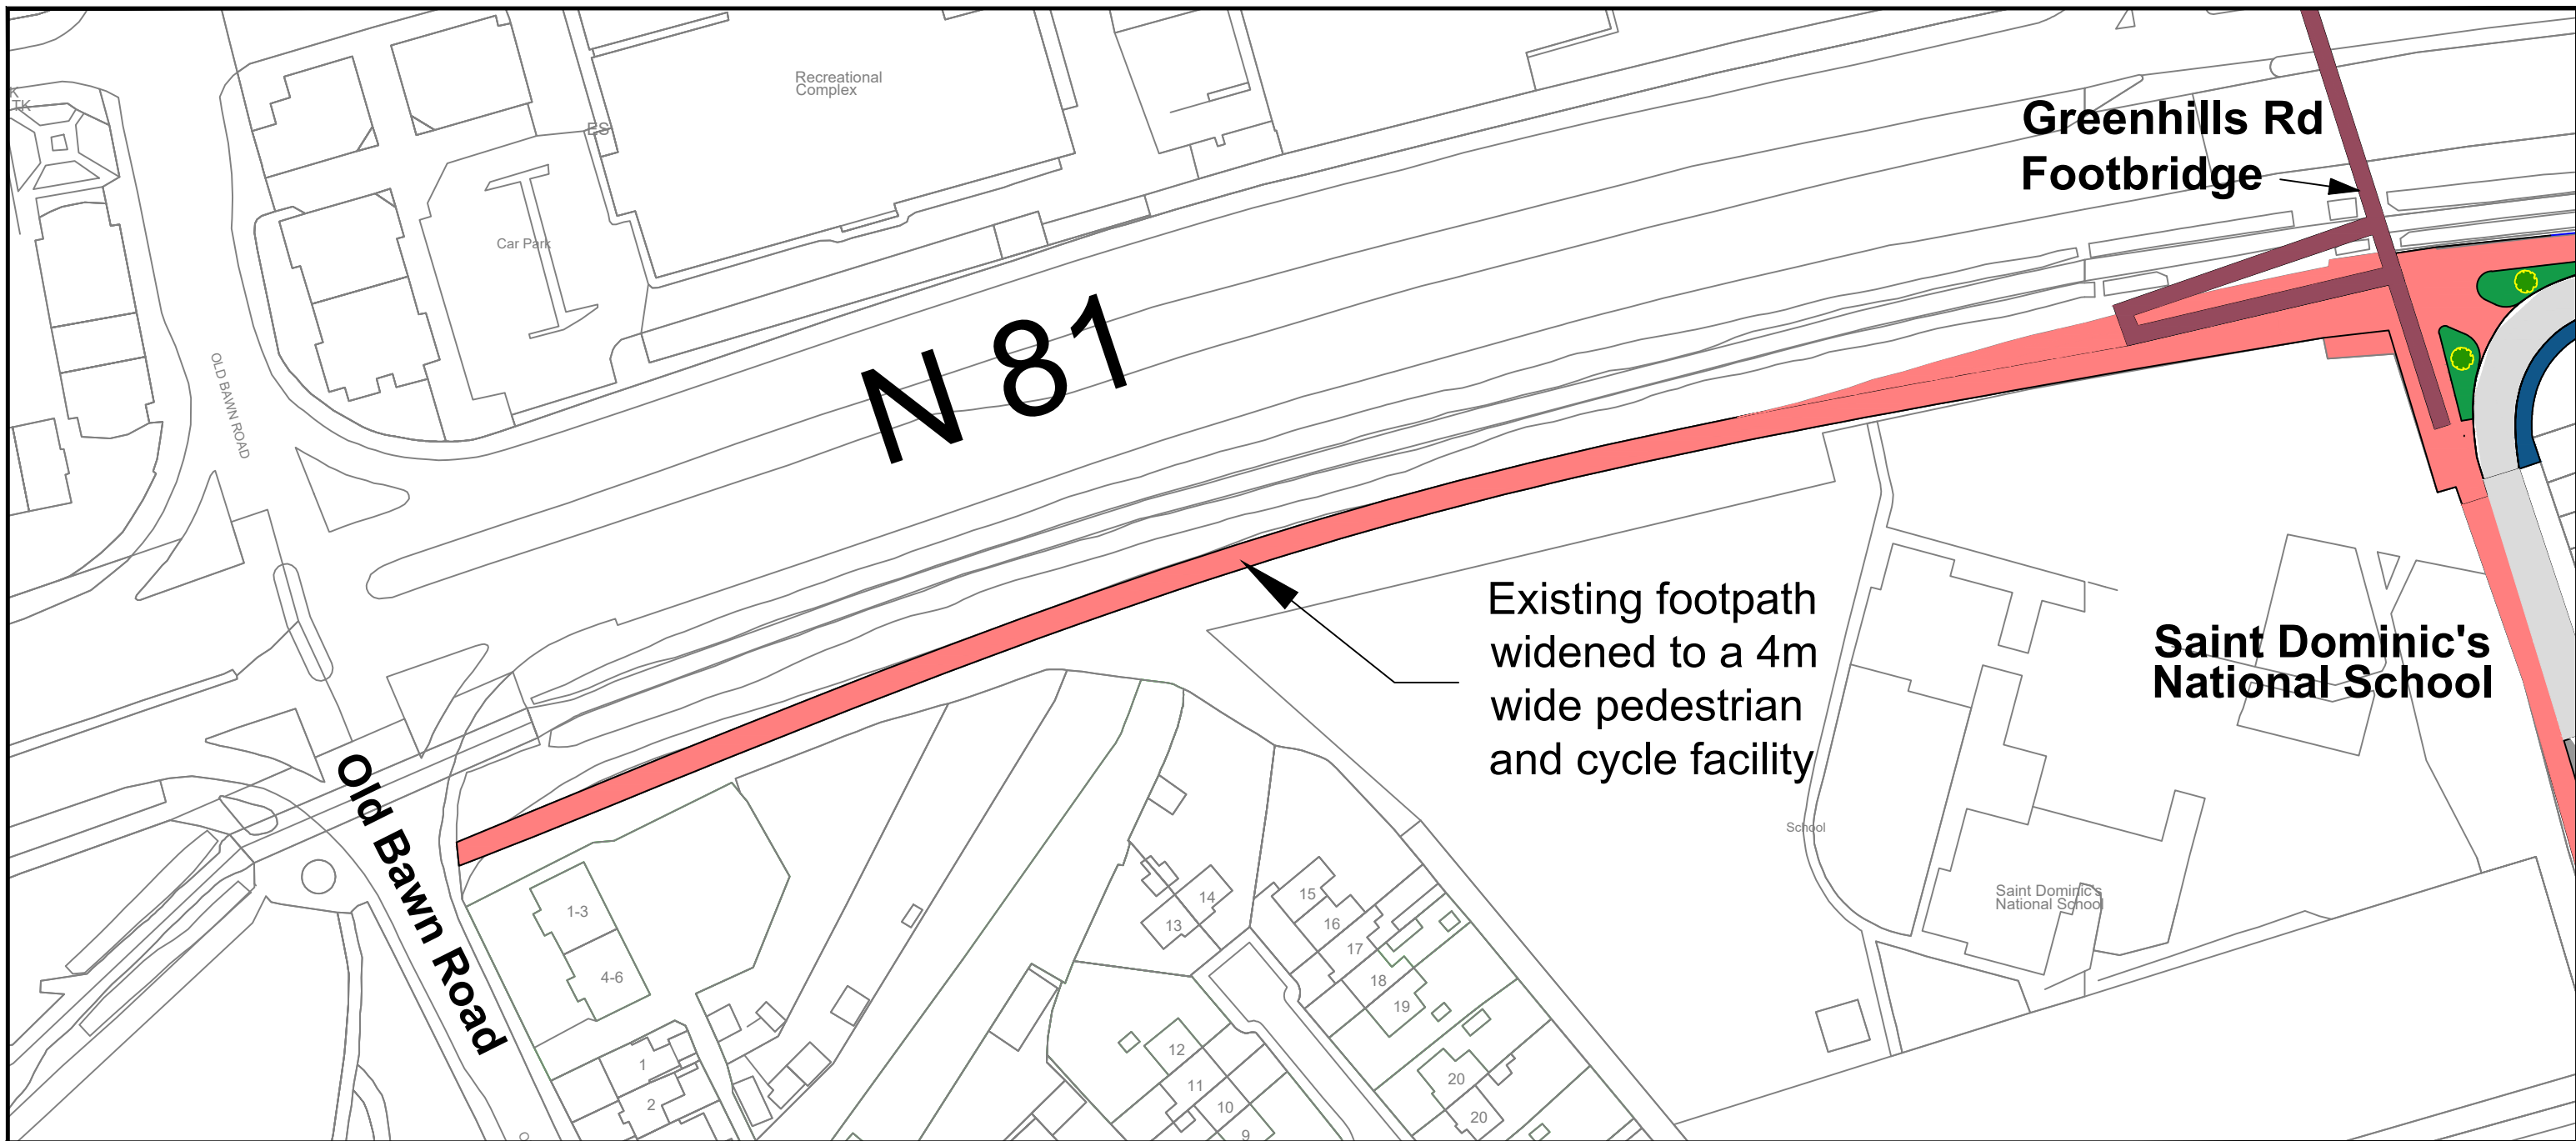 Recreational
Complex
K
TK
ES
Greenhills Rd
Footbridge
Car Park
N 81
OLD BAWN ROAD
Existing footpath
widened to a 4m
wide pedestrian
and cycle facility
Saint Dominic's
National School
Old Bawn Road
School
Saint Dominic's
National School
1-3
4-6
14
13
15
16
17
18
19
12
11
10
9
20
20
1
2
O